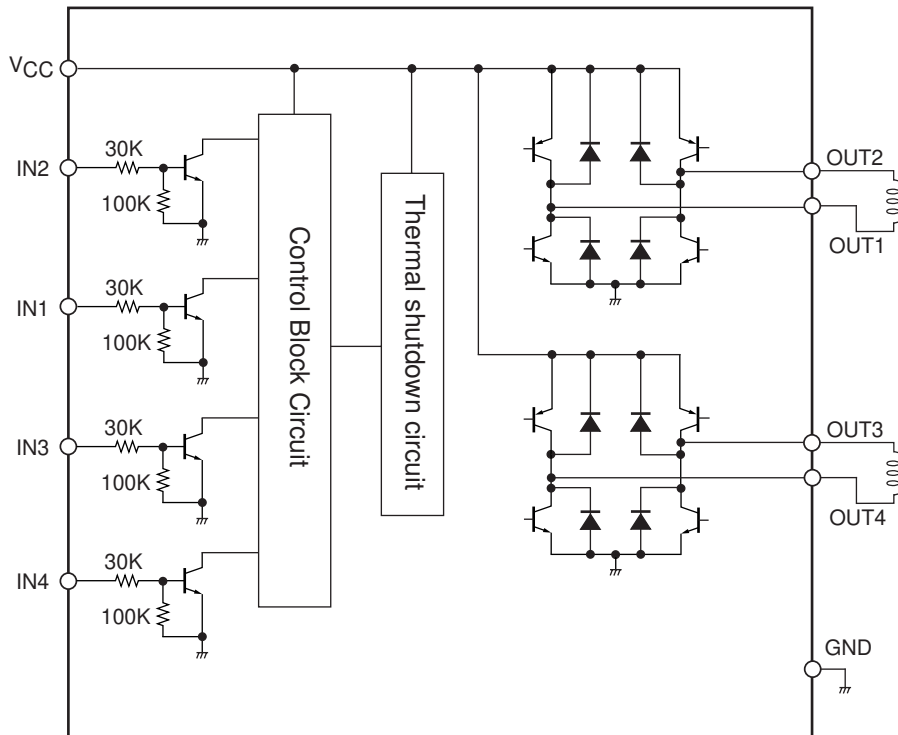 VCC
IN2
30K
100K
IN1
30K
100K
IN3
30K
100K
IN4
30K
100K
Control Block Circuit
Thermal shutdown circuit
OUT2
OUT1
OUT3
OUT4
GND